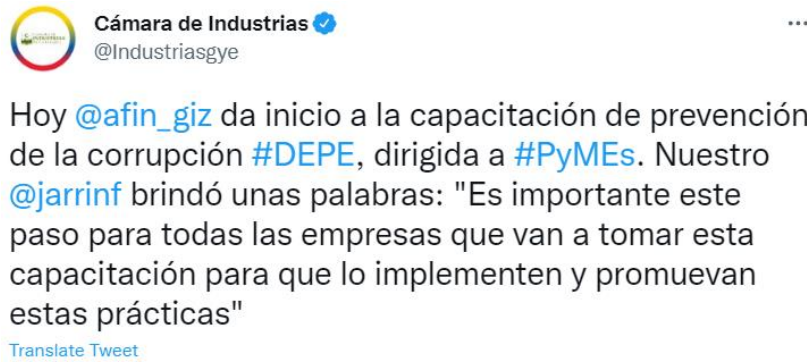 Cámara de Industrias
@Industriasgye
Hoy @afin_giz da inicio a la capacitación de prevención
de la corrupción #DEPE, dirigida a #PyMEs. Nuestro
@jarrinf brindó unas palabras: "Es importante este
paso para todas las empresas que van a tomar esta
capacitación para que lo implementen y promuevan
estas prácticas"
Translate Tweet